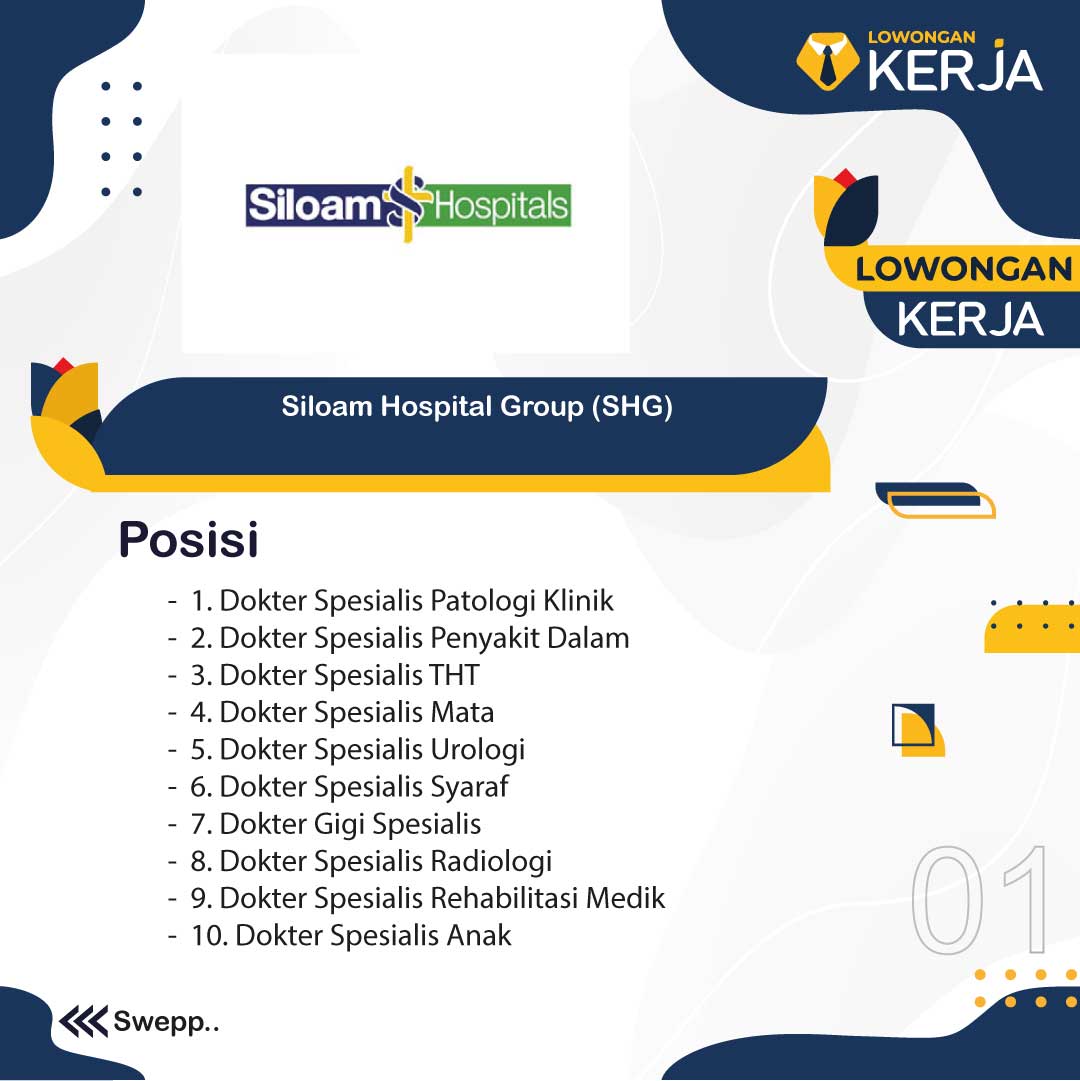 LOWONGAN
KERJA
Siloam Hospitals
LOWONGAN
KERJA
Siloam Hospital Group (SHG)
Posisi
- 1. Dokter Spesialis Patologi Klinik
- 2. Dokter Spesialis Penyakit Dalam
- 3. Dokter Spesialis THT
- 4. Dokter Spesialis Mata
- 5. Dokter Spesialis Urologi
- 6. Dokter Spesialis Syaraf
- 7. Dokter Gigi Spesialis
- 8. Dokter Spesialis Radiologi
- 9. Dokter Spesialis Rehabilitasi Medik
- 10. Dokter Spesialis Anak
01
Swepp..